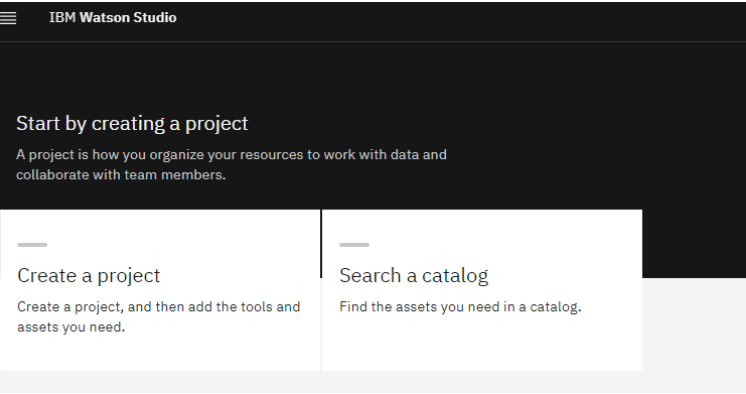 IBM Watson Studio
Start by creating a project
A project is how you organize your resources to work with data and
collaborate with team members.
Create a project
Create a project, and then add the tools and
assets you need.
Search a catalog
Find the assets you need in a catalog.